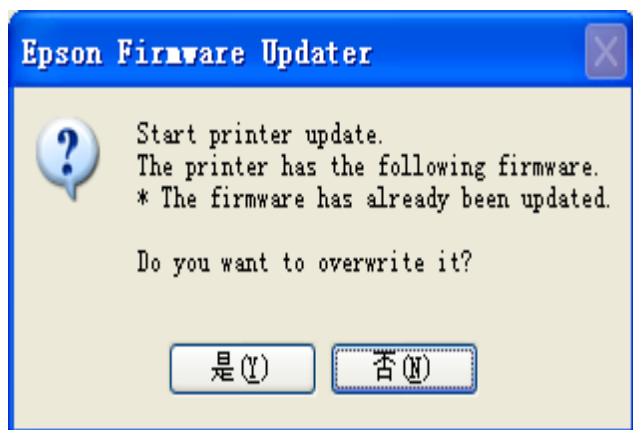 Epson Firmware Updater
Start printer update.
The printer has the following firmware.
* The firmware has already been updated.
Do you want to overwrite it?
是(Y) 否(N)